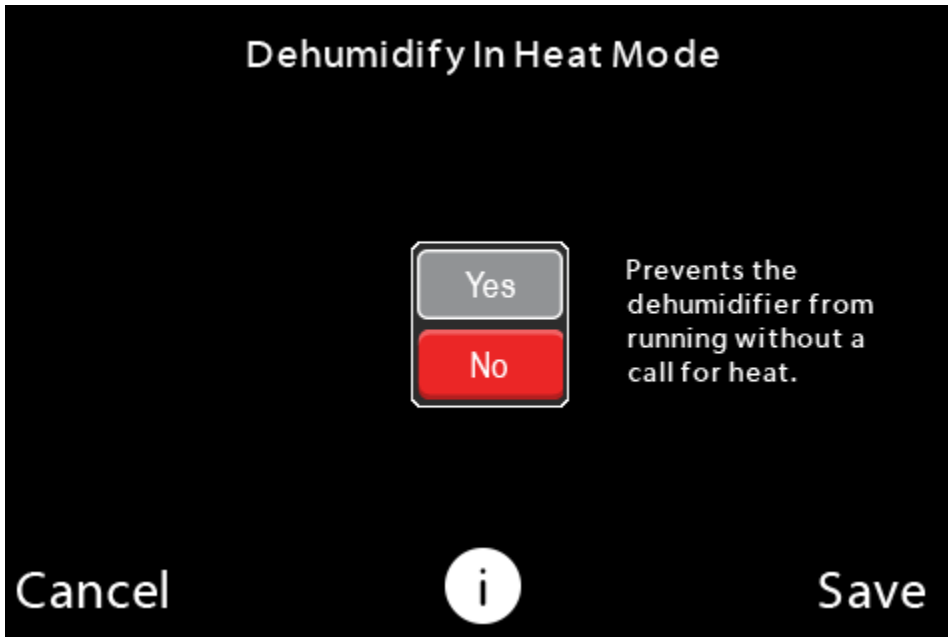 Dehumidify In Heat Mode
Yes
No
Prevents the
dehumidifier from
running without a
call for heat.
Cancel
i
Save